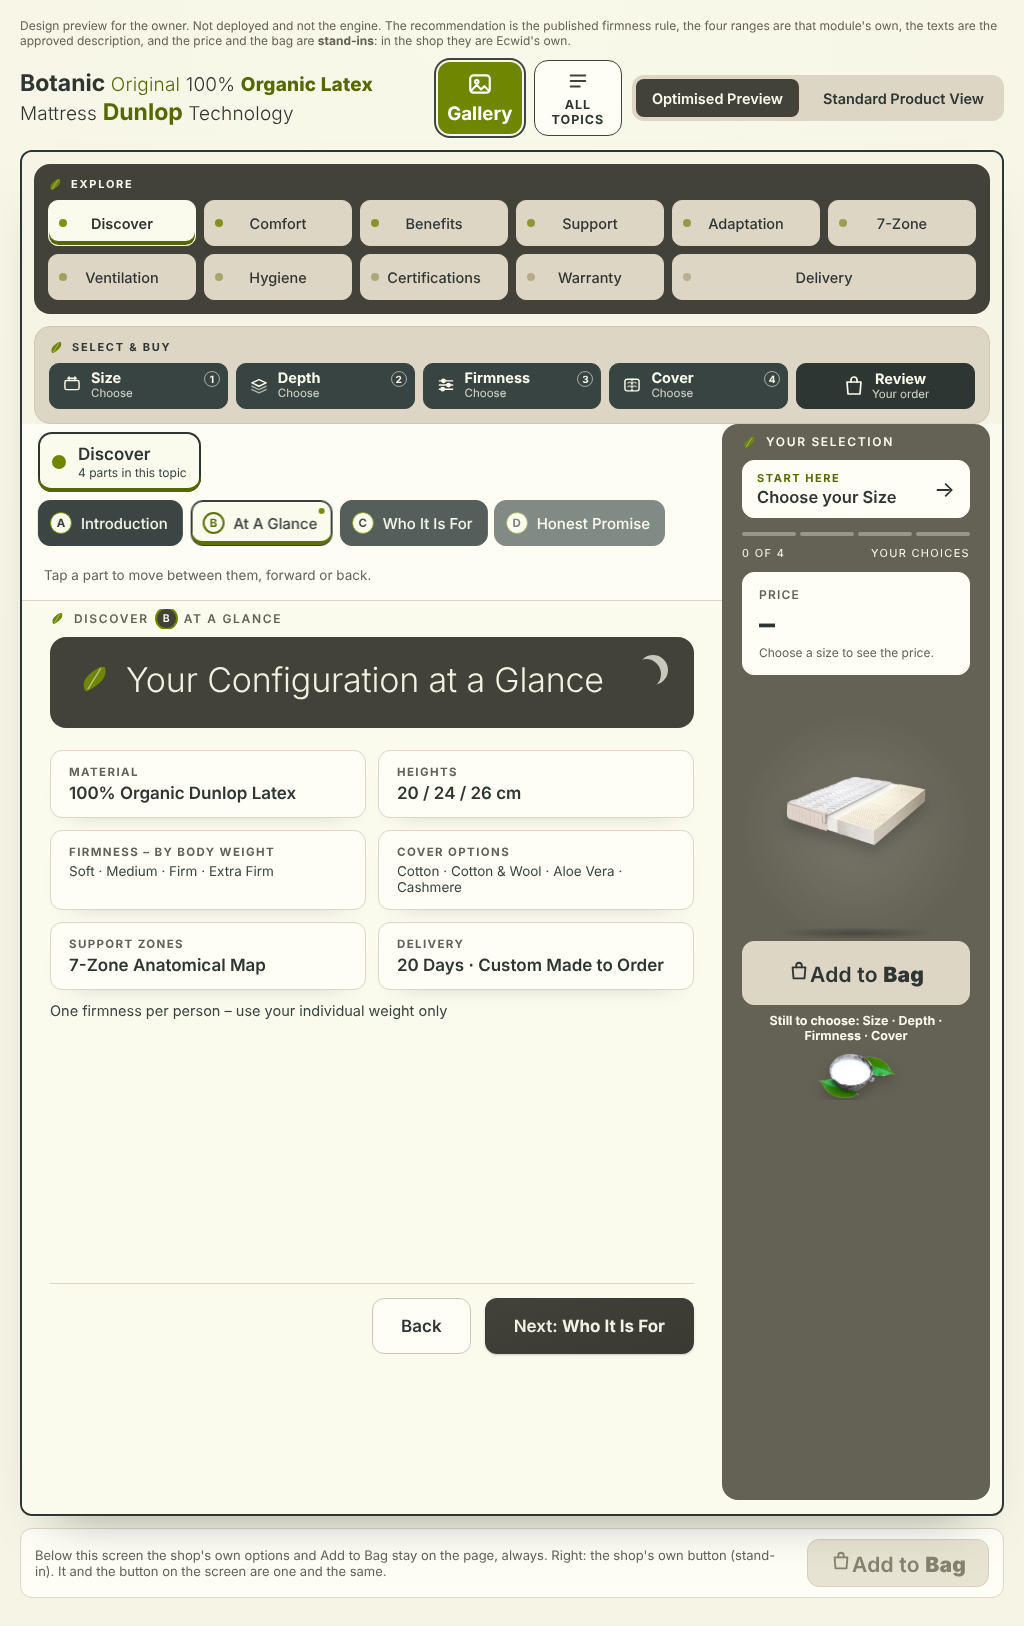 Design preview for the owner. Not deployed and not the engine. The recommendation is the published firmness rule, the four ranges are that module's own, the texts are the
approved description, and the price and the bag are stand-ins: in the shop they are Ecwid's own.
Botanic Original 100% Organic Latex
Mattress Dunlop Technology
Gallery
ALL
TOPICS
Optimised Preview
Standard Product View
EXPLORE
Discover
Comfort
Benefits
Support
Adaptation
7-Zone
Ventilation
Hygiene
Certifications
Warranty
Delivery
SELECT & BUY
Size
Choose
1
Depth
Choose
2
Firmness
Choose
3
Cover
Choose
4
Review
Your order
Discover
4 parts in this topic
A Introduction
B At A Glance
C Who It Is For
D Honest Promise
Tap a part to move between them, forward or back.
DISCOVER B AT A GLANCE
Your Configuration at a Glance
MATERIAL
100% Organic Dunlop Latex
HEIGHTS
20 / 24 / 26 cm
FIRMNESS – BY BODY WEIGHT
Soft · Medium · Firm · Extra Firm
COVER OPTIONS
Cotton · Cotton & Wool · Aloe Vera ·
Cashmere
SUPPORT ZONES
7-Zone Anatomical Map
DELIVERY
20 Days · Custom Made to Order
One firmness per person – use your individual weight only
Back
Next: Who It Is For
YOUR SELECTION
START HERE
Choose your Size
0 OF 4
YOUR CHOICES
PRICE
–
Choose a size to see the price.
Add to Bag
Still to choose: Size · Depth ·
Firmness · Cover
Below this screen the shop's own options and Add to Bag stay on the page, always. Right: the shop's own button (stand-
in). It and the button on the screen are one and the same.
Add to Bag